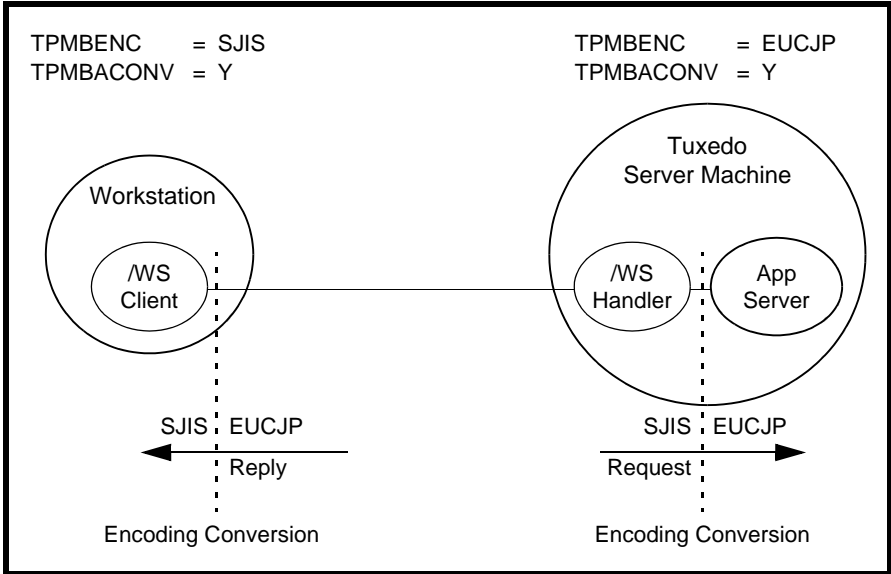 TPMBENC = SJIS
TPMBACONV = Y
TPMBENC = EUCJP
TPMBACONV = Y
Workstation
/WS
Client
Tuxedo
Server Machine
/WS
Handler
App
Server
SJIS EUCJP
Reply
SJIS EUCJP
Request
Encoding Conversion
Encoding Conversion